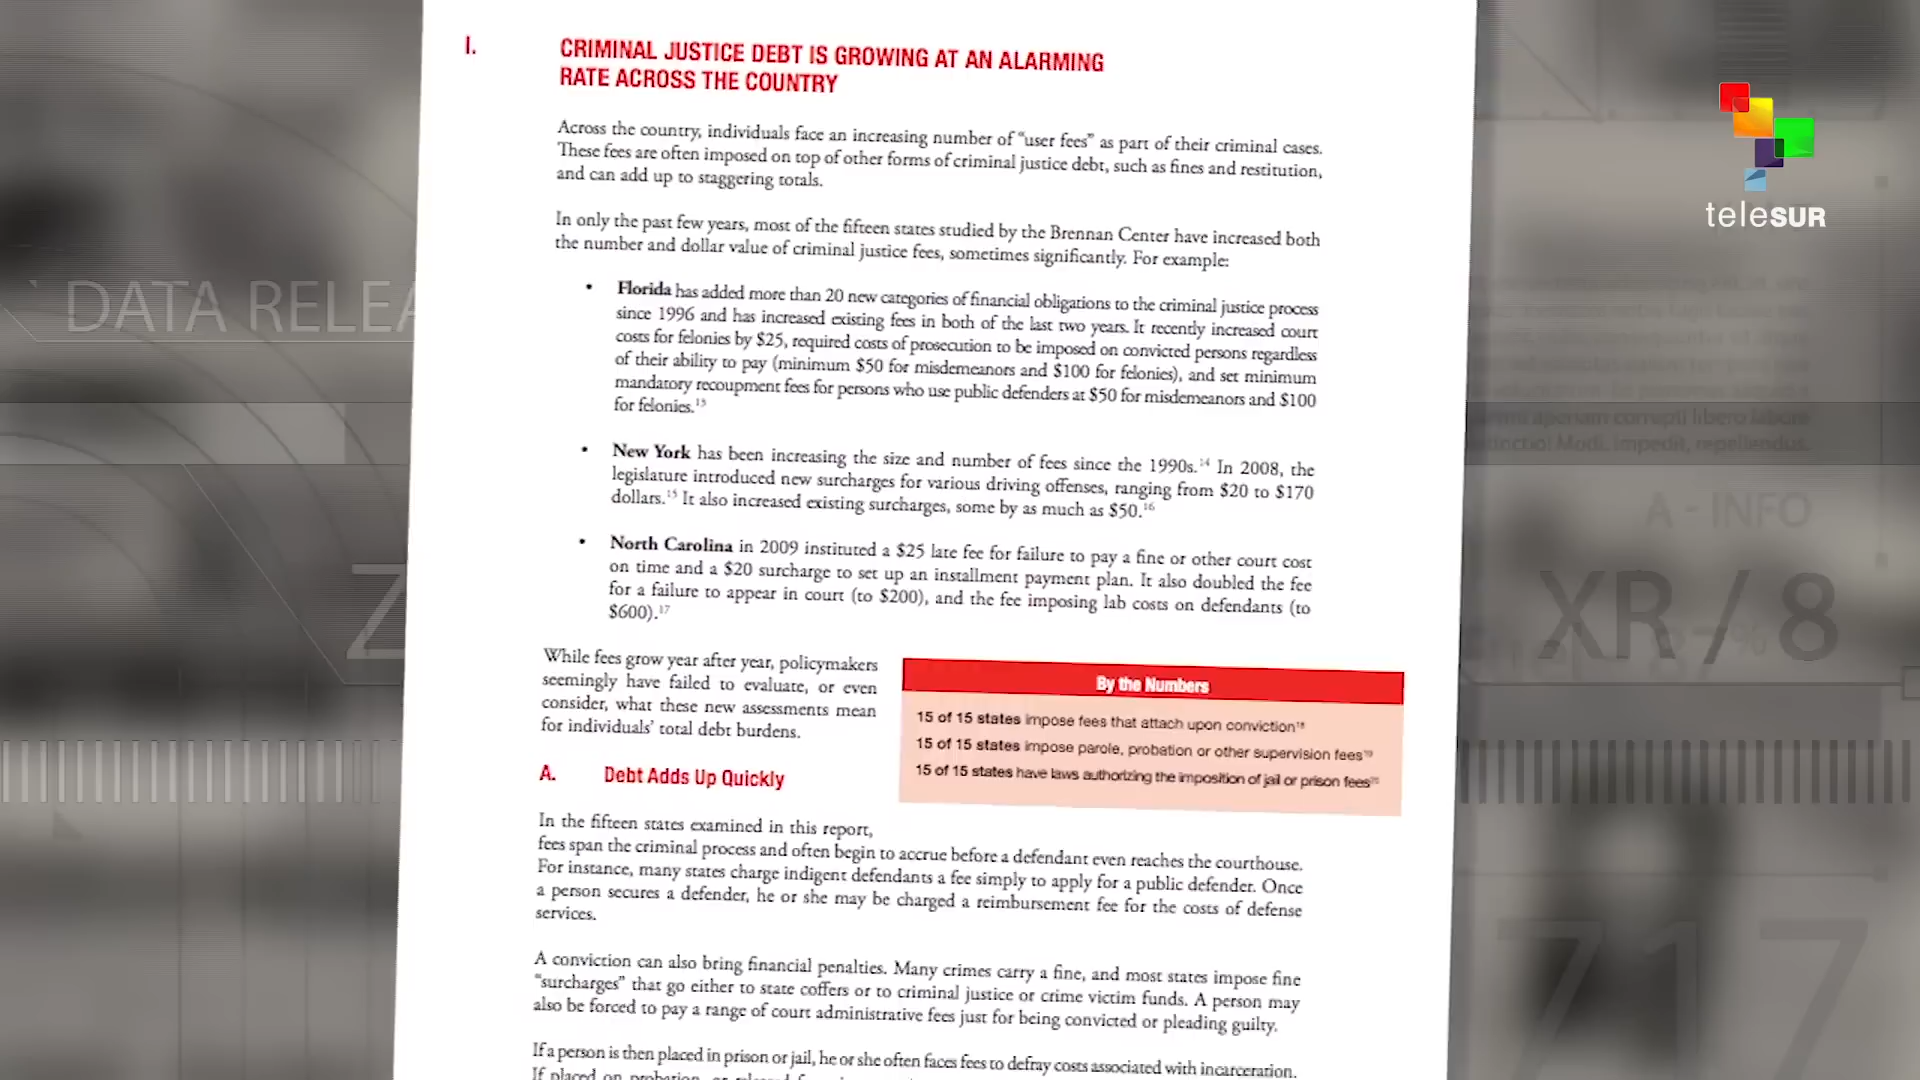 I. CRIMINAL JUSTICE DEBT IS GROWING AT AN ALARMING
RATE ACROSS THE COUNTRY
Across the country, individuals face an increasing number of “user fees” as part of their criminal cases.
These fees are often imposed on top of other forms of criminal justice debt, such as fines and restitution,
and can add up to staggering totals.
In only the past few years, most of the fifteen states studied by the Brennan Center have increased both
the number and dollar value of criminal justice fees, sometimes significantly. For example:
• Florida has added more than 20 new categories of financial obligations to the criminal justice process
since 1996 and has increased existing fees in both of the last two years. It recently increased court
costs for felonies by $25, required costs of prosecution to be imposed on convicted persons regardless
of their ability to pay (minimum $50 for misdemeanors and $100 for felonies), and set minimum
mandatory recoupment fees for persons who use public defenders at $50 for misdemeanors and $100
for felonies.13
• New York has been increasing the size and number of fees since the 1990s.14 In 2008, the
legislature introduced new surcharges for various driving offenses, ranging from $20 to $170
dollars.15 It also increased existing surcharges, some by as much as $50.16
• North Carolina in 2009 instituted a $25 late fee for failure to pay a fine or other court cost
on time and a $20 surcharge to set up an installment payment plan. It also doubled the fee
for a failure to appear in court (to $200), and the fee imposing lab costs on defendants (to
$600).17
While fees grow year after year, policymakers
seemingly have failed to evaluate, or even
consider, what these new assessments mean
for individuals’ total debt burdens.
By the Numbers
15 of 15 states impose fees that attach upon conviction18
15 of 15 states impose parole, probation or other supervision fees19
15 of 15 states have laws authorizing the imposition of jail or prison fees20
A. Debt Adds Up Quickly
In the fifteen states examined in this report,
fees span the criminal process and often begin to accrue before a defendant even reaches the courthouse.
For instance, many states charge indigent defendants a fee simply to apply for a public defender. Once
a person secures a defender, he or she may be charged a reimbursement fee for the costs of defense
services.
A conviction can also bring financial penalties. Many crimes carry a fine, and most states impose fine
“surcharges” that go either to state coffers or to criminal justice or crime victim funds. A person may
also be forced to pay a range of court administrative fees just for being convicted or pleading guilty.
If a person is then placed in prison or jail, he or she often faces fees to defray costs associated with incarceration.
If placed on probation, or released
teleSUR
DATA RELEA
Z
A - INFO
XR / 8
87%
717
aperiam corrupti libero labore
Modi, impedit, repellendus.